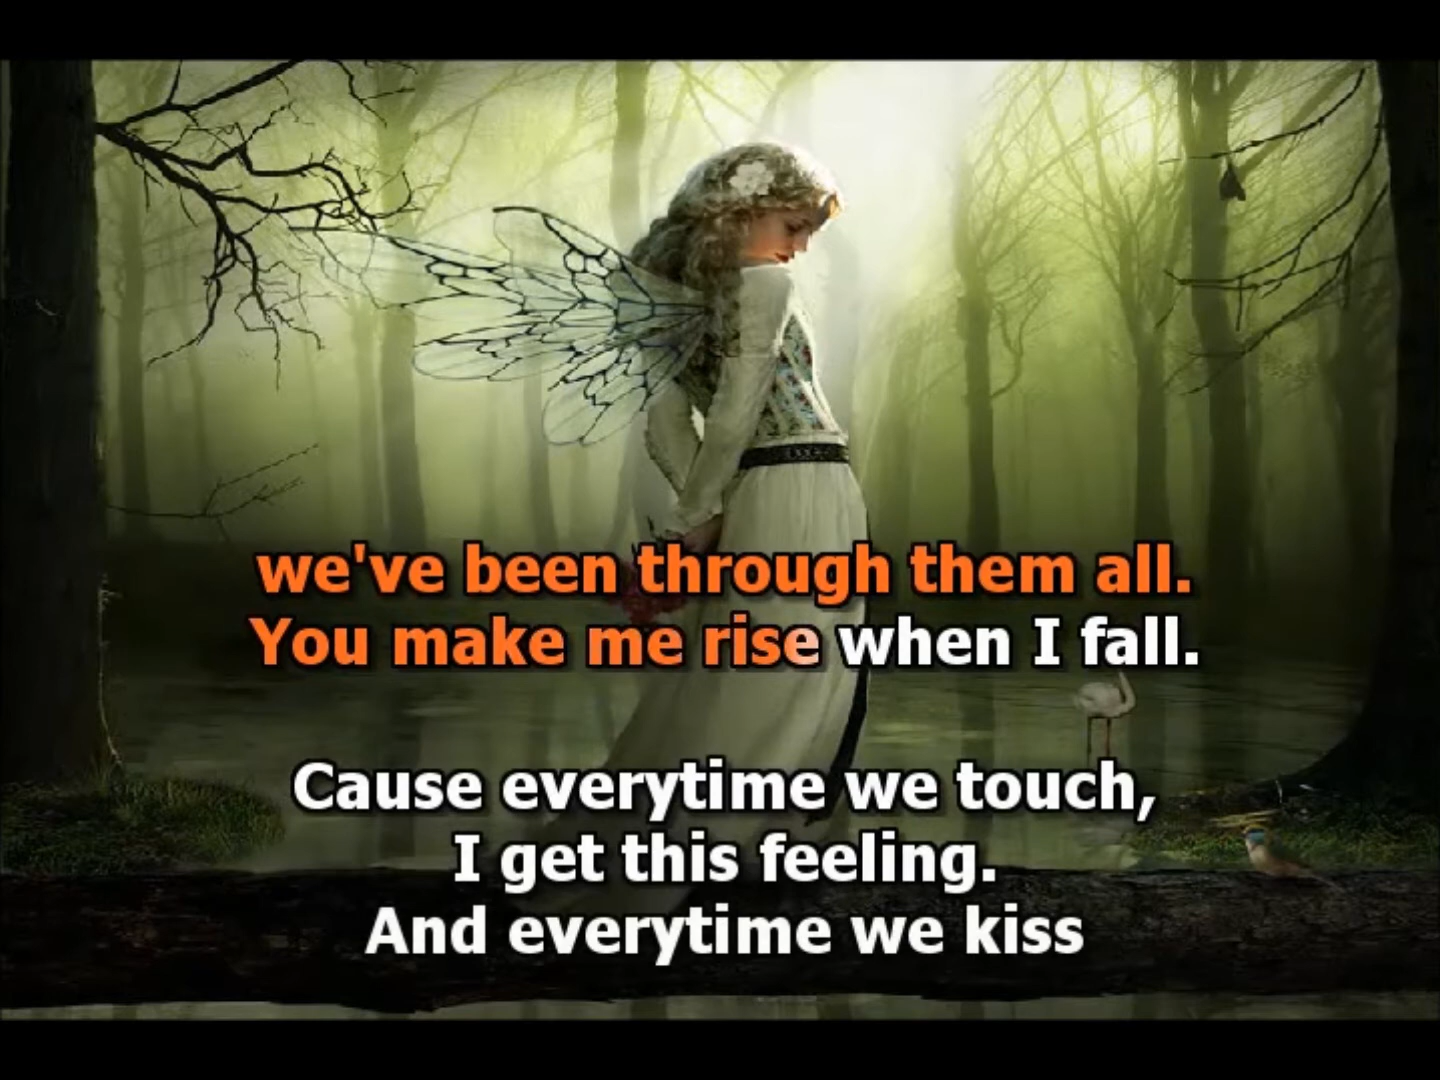 we've been through them all.
You make me rise when I fall.
Cause everytime we touch,
I get this feeling.
And everytime we kiss